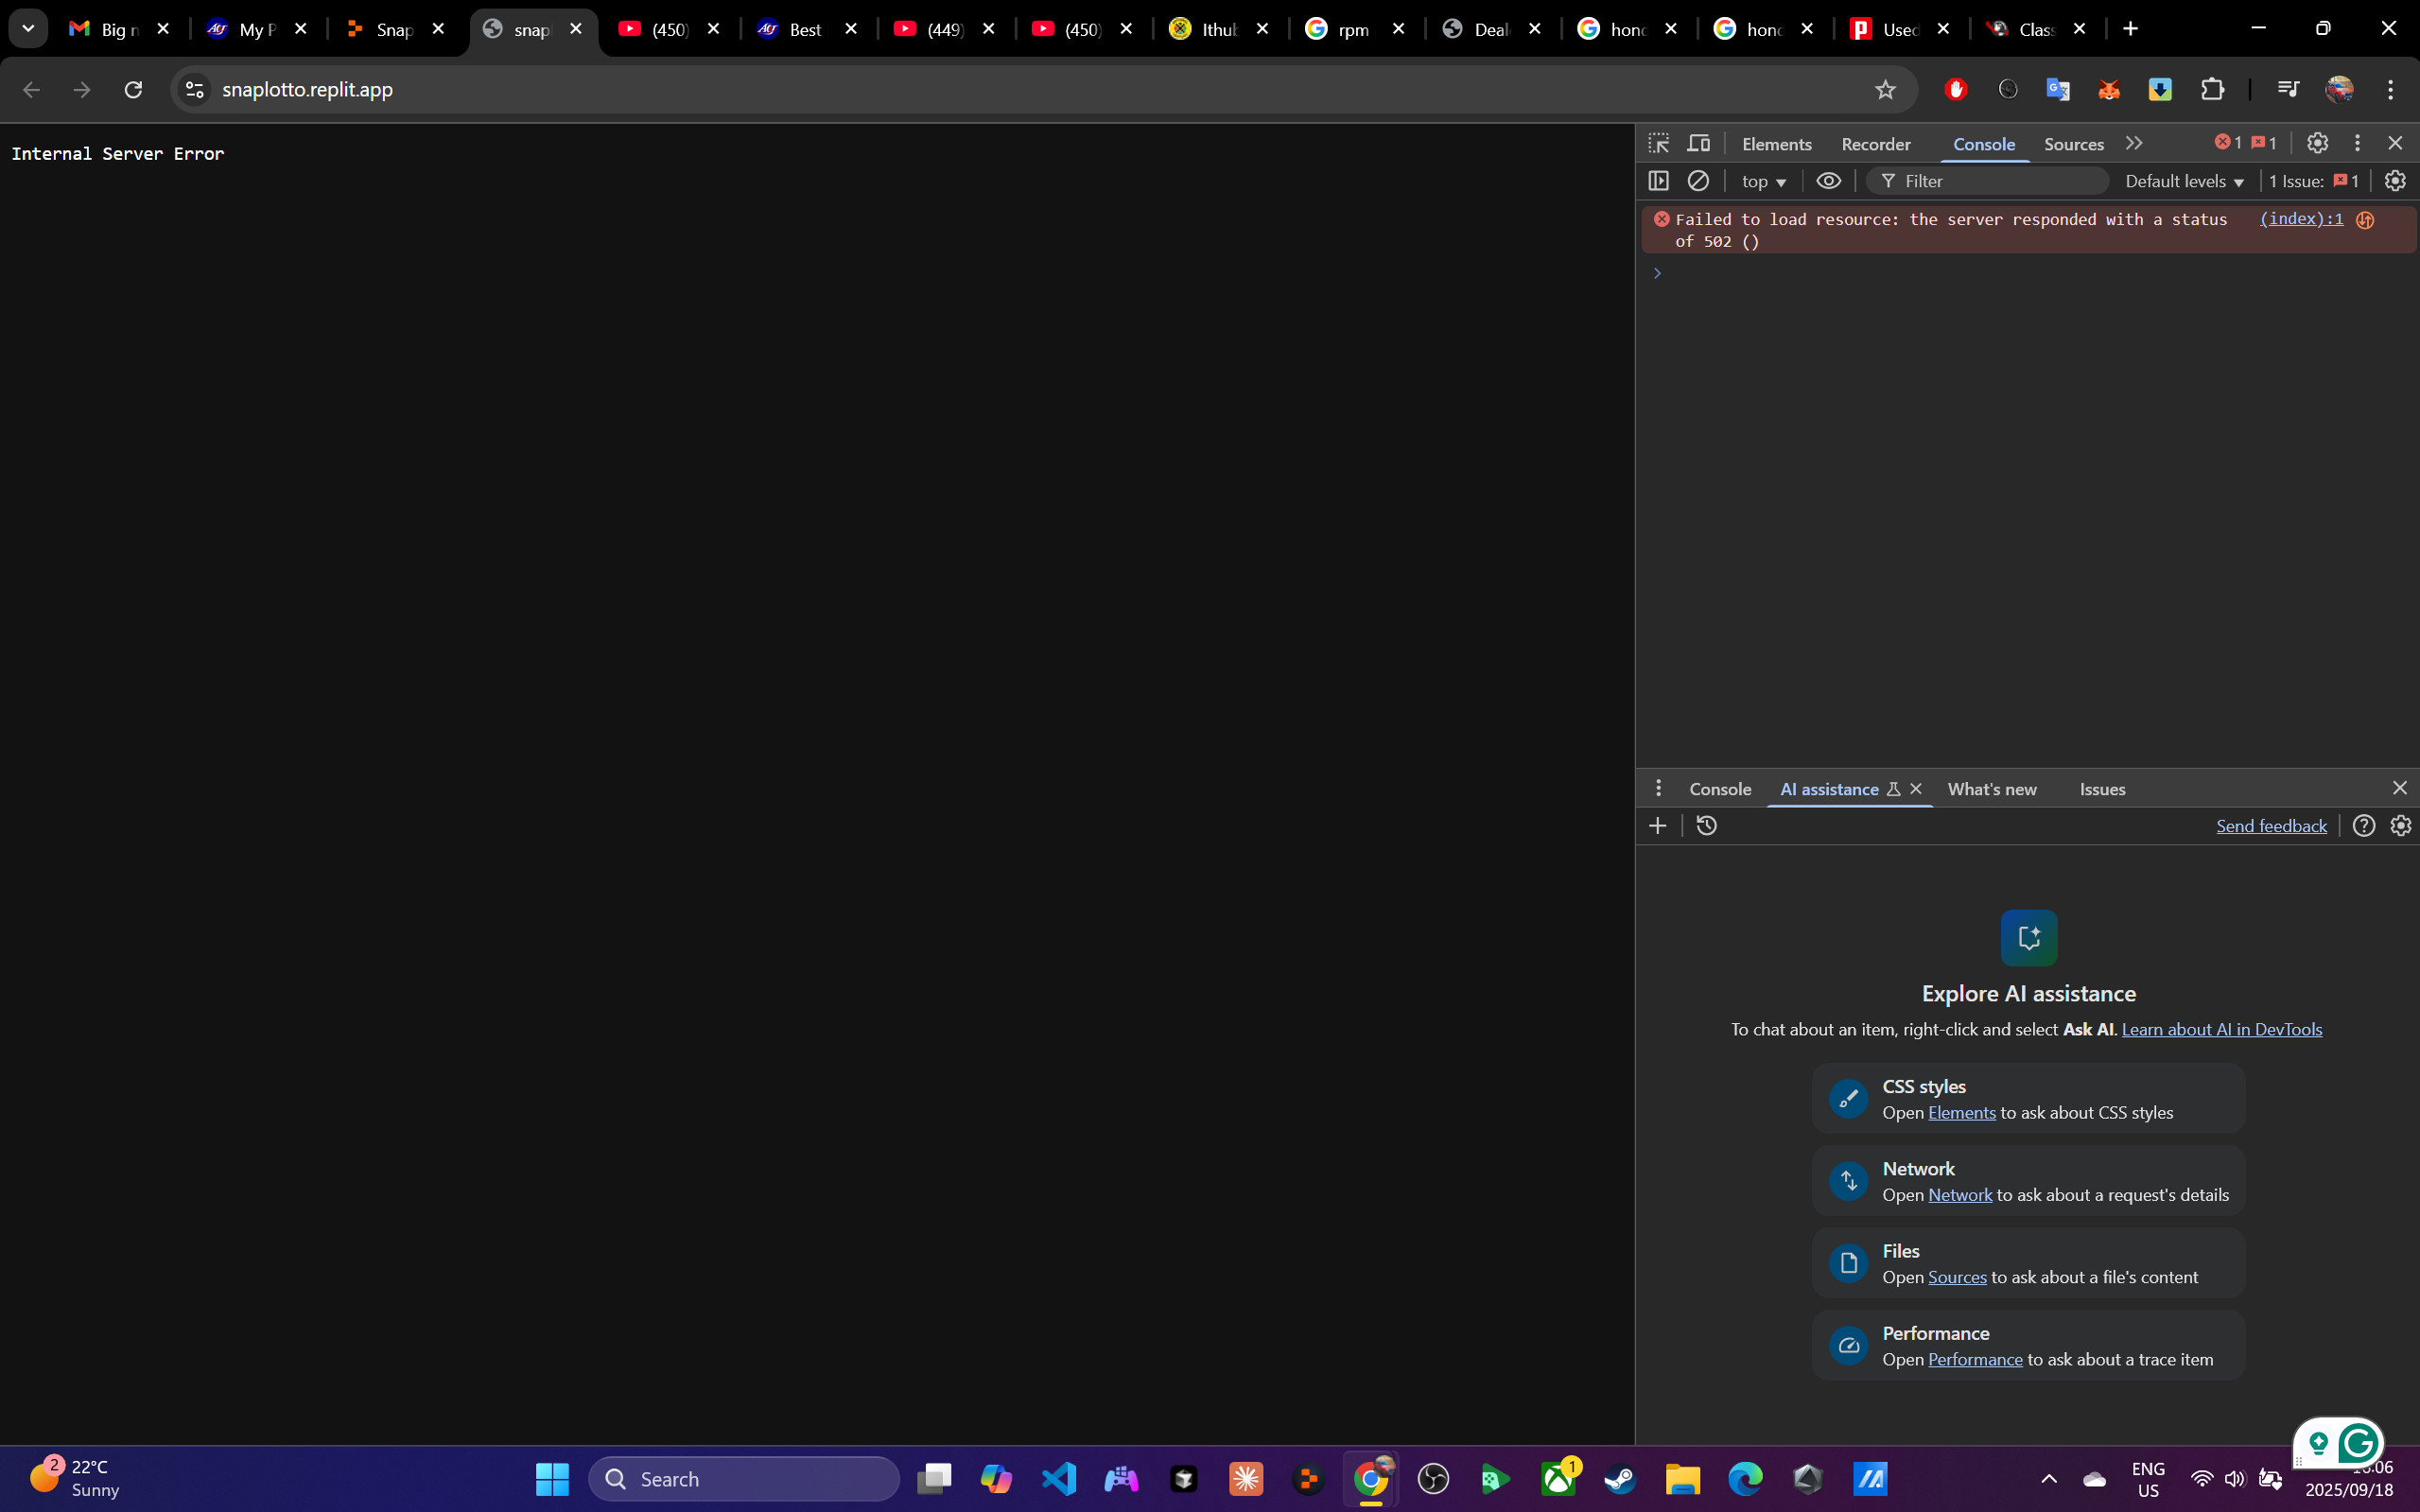 Big n
My P
Snap
snap
(450)
Best
(449)
(450)
Ithub
rpm
Deal
hond
hond
Used
Clas
snaplotto.replit.app
Internal Server Error
Elements
Recorder
Console
Sources
1
1
top
Filter
Default levels
1 Issue:
1
Failed to load resource: the server responded with a status
of 502 ()
(index):1
Console
AI assistance
What's new
Issues
Send feedback
Explore AI assistance
To chat about an item, right-click and select Ask AI. Learn about AI in DevTools
CSS styles
Open Elements to ask about CSS styles
Network
Open Network to ask about a request's details
Files
Open Sources to ask about a file's content
Performance
Open Performance to ask about a trace item
2
22°C
Sunny
Search
1
ENG
US
2025/09/18